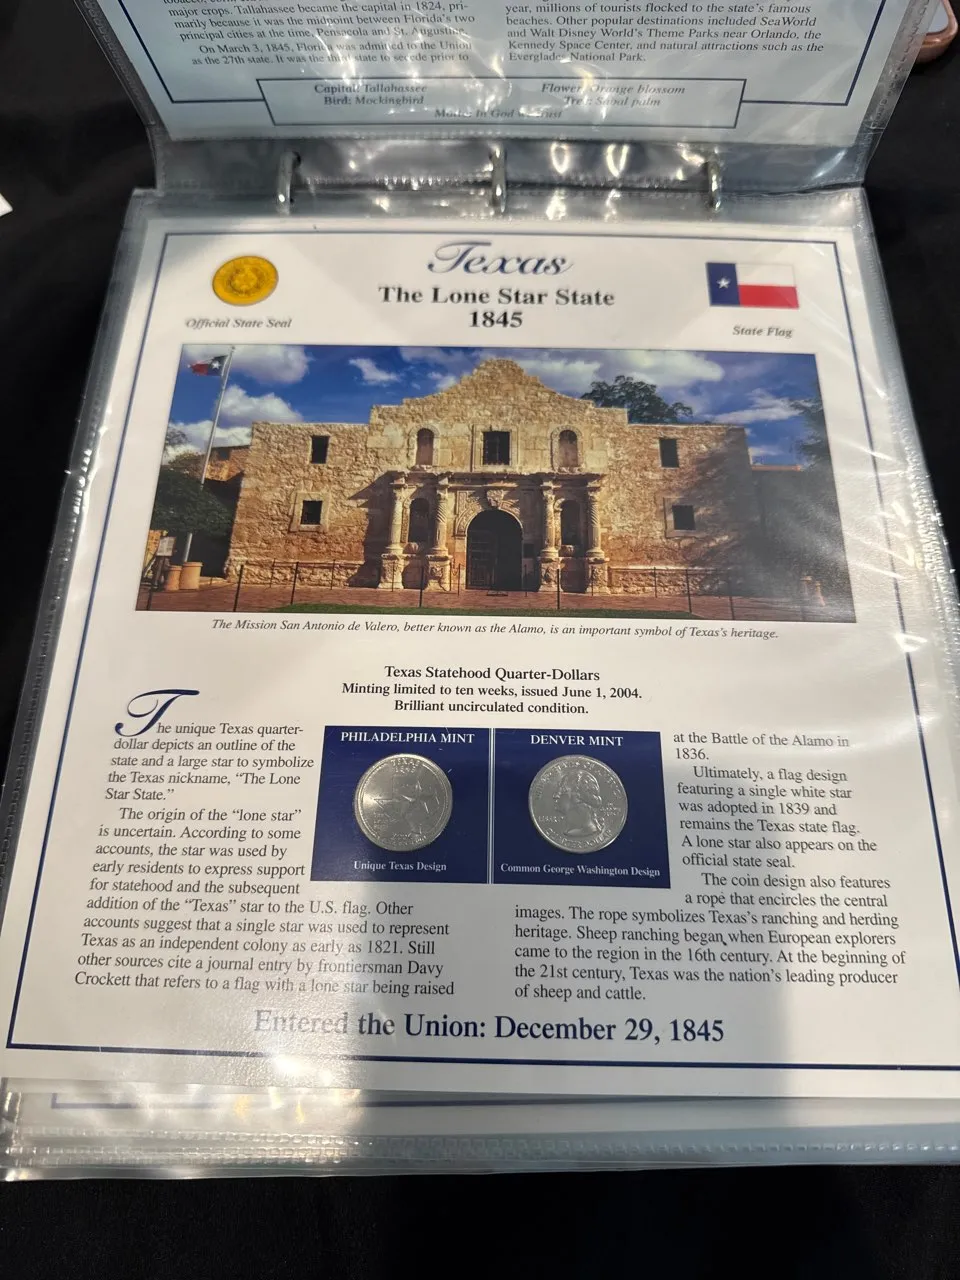 major crops. Tallahassee became the capital in 1824, pri-
marily because it was the midpoint between Florida's two
principal cities at the time, Pensacola and St. Augustine.
On March 3, 1845, Florida was admitted to the Union
as the 27th state. It was the third state to secede prior to
year, millions of tourists flocked to the state's famous
beaches. Other popular destinations included SeaWorld
and Walt Disney World's Theme Parks near Orlando, the
Kennedy Space Center, and natural attractions such as the
Everglades National Park.
Capital: Tallahassee
Bird: Mockingbird
Flower: Orange blossom
Tree: Sabal palm
Motto: In God we Trust
Texas
The Lone Star State
1845
Official State Seal
State Flag
The Mission San Antonio de Valero, better known as the Alamo, is an important symbol of Texas's heritage.
Texas Statehood Quarter-Dollars
Minting limited to ten weeks, issued June 1, 2004.
Brilliant uncirculated condition.
The unique Texas quarter-
dollar depicts an outline of the
state and a large star to symbolize
the Texas nickname, "The Lone
Star State."
The origin of the "lone star"
is uncertain. According to some
accounts, the star was used by
early residents to express support
for statehood and the subsequent
addition of the "Texas" star to the U.S. flag. Other
accounts suggest that a single star was used to represent
Texas as an independent colony as early as 1821. Still
other sources cite a journal entry by frontiersman Davy
Crockett that refers to a flag with a lone star being raised
PHILADELPHIA MINT
Unique Texas Design
DENVER MINT
Common George Washington Design
at the Battle of the Alamo in
1836.
Ultimately, a flag design
featuring a single white star
was adopted in 1839 and
remains the Texas state flag.
A lone star also appears on the
official state seal.
The coin design also features
a rope that encircles the central
images. The rope symbolizes Texas's ranching and herding
heritage. Sheep ranching began when European explorers
came to the region in the 16th century. At the beginning of
the 21st century, Texas was the nation's leading producer
of sheep and cattle.
Entered the Union: December 29, 1845